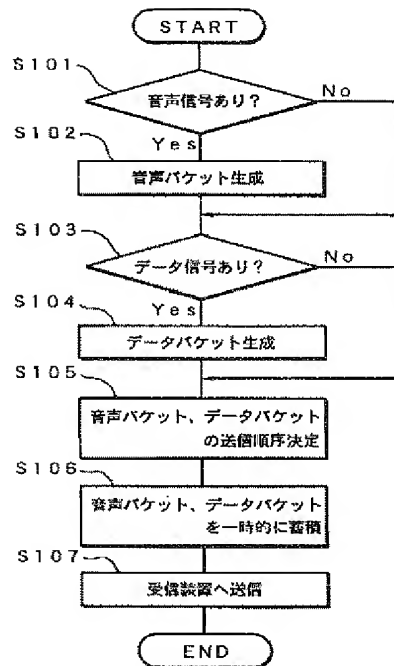 START
S101
音声信号あり?
No
Yes
S102
音声パケット生成
S103
データ信号あり?
No
Yes
S104
データパケット生成
S105
音声パケット、データパケット
の送信順序決定
S106
音声パケット、データパケット
を一時的に蓄積
S107
受信装置へ送信
END